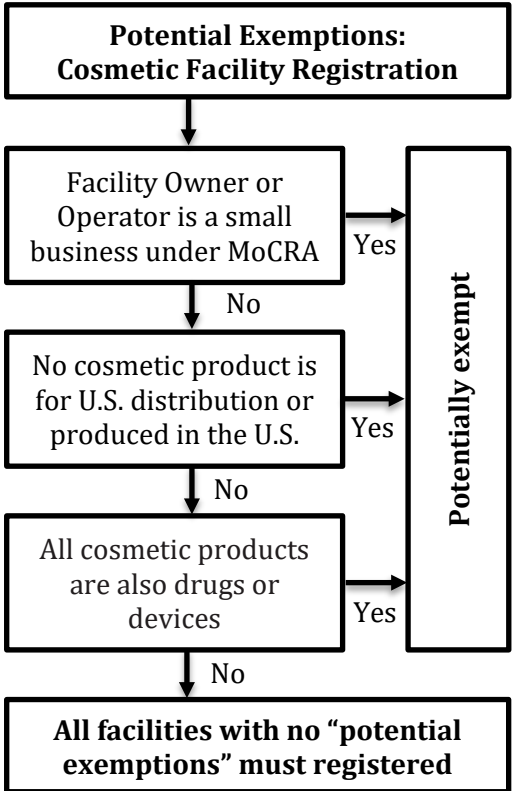 Potential Exemptions:
Cosmetic Facility Registration
Facility Owner or
Operator is a small
business under MoCRA
Yes
No
No cosmetic product is
for U.S. distribution or
produced in the U.S.
Yes
No
All cosmetic products
are also drugs or
devices
Yes
No
Potentially exempt
All facilities with no “potential
exemptions” must registered